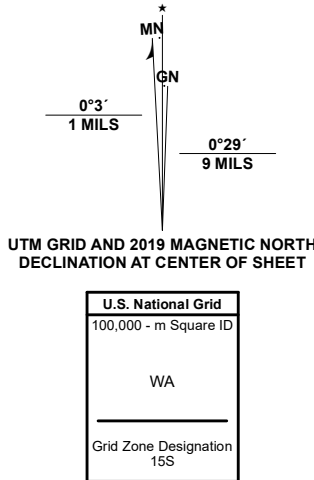 ★
MN
GN
0°3´
1 MILS
0°29´
9 MILS
UTM GRID AND 2019 MAGNETIC NORTH
DECLINATION AT CENTER OF SHEET
U.S. National Grid
100,000 - m Square ID
WA
Grid Zone Designation
15S